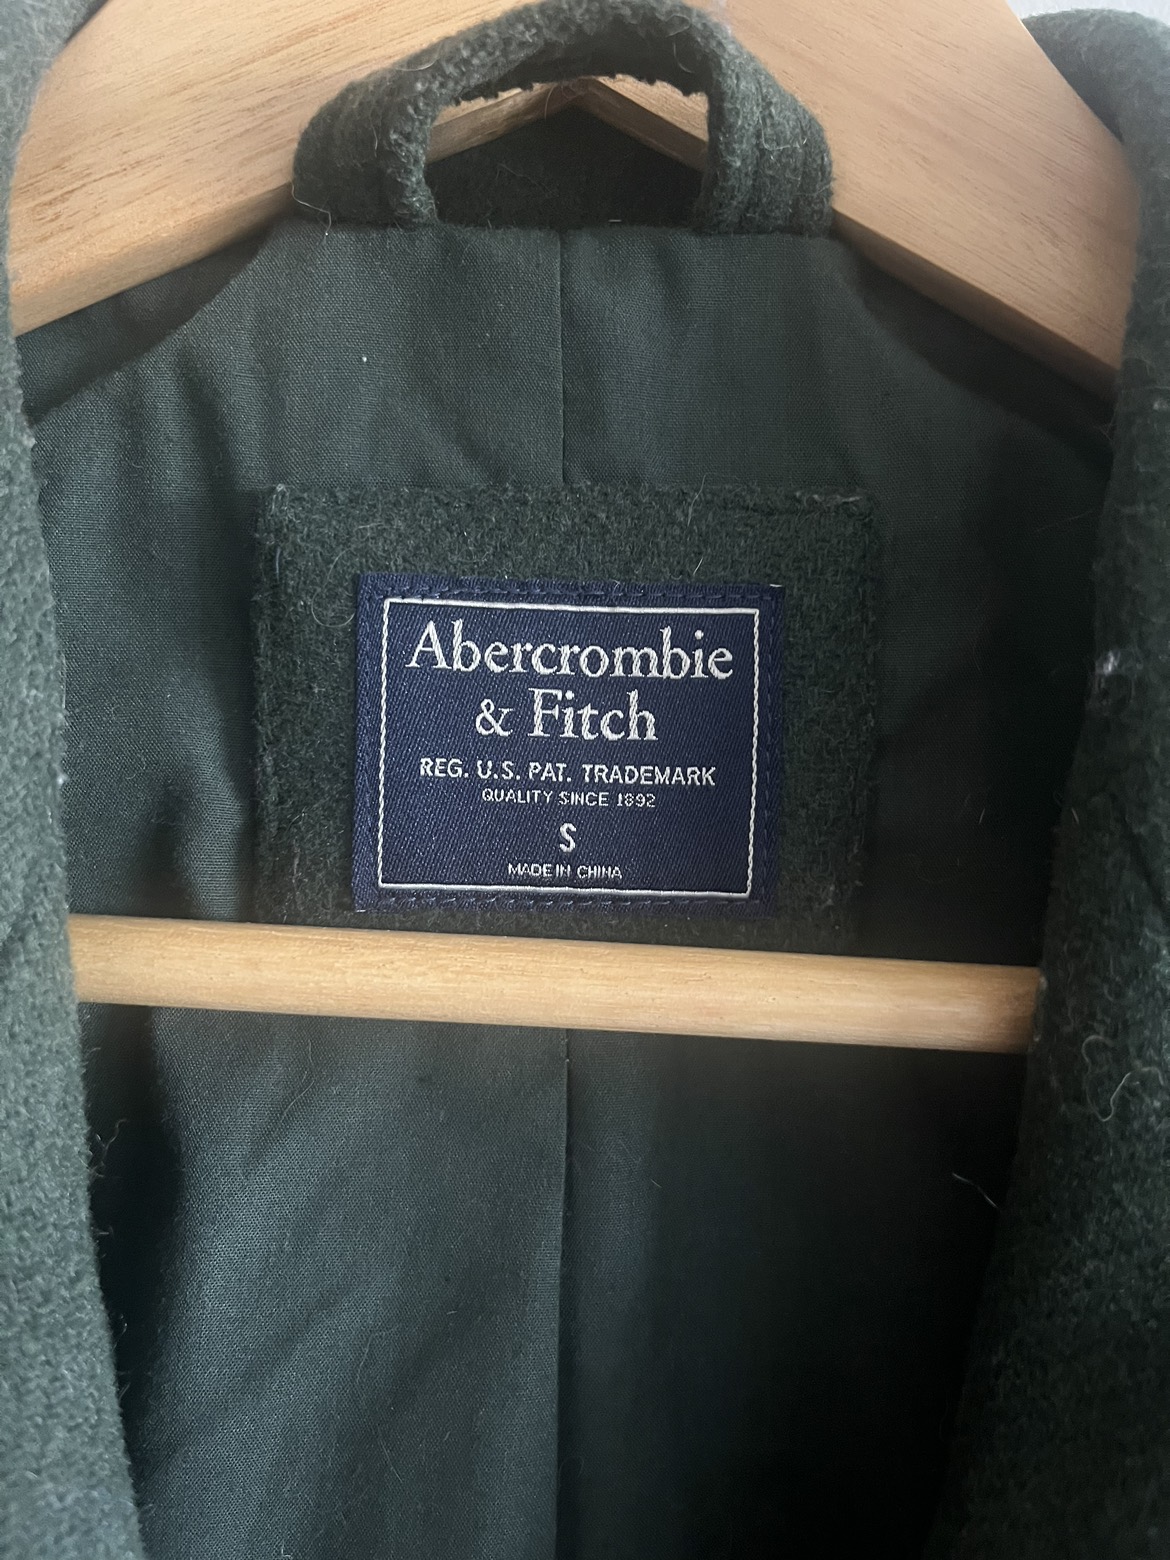 Abercrombie
& Fitch
REG. U.S. PAT. TRADEMARK
QUALITY SINCE 1892
S
MADE IN CHINA